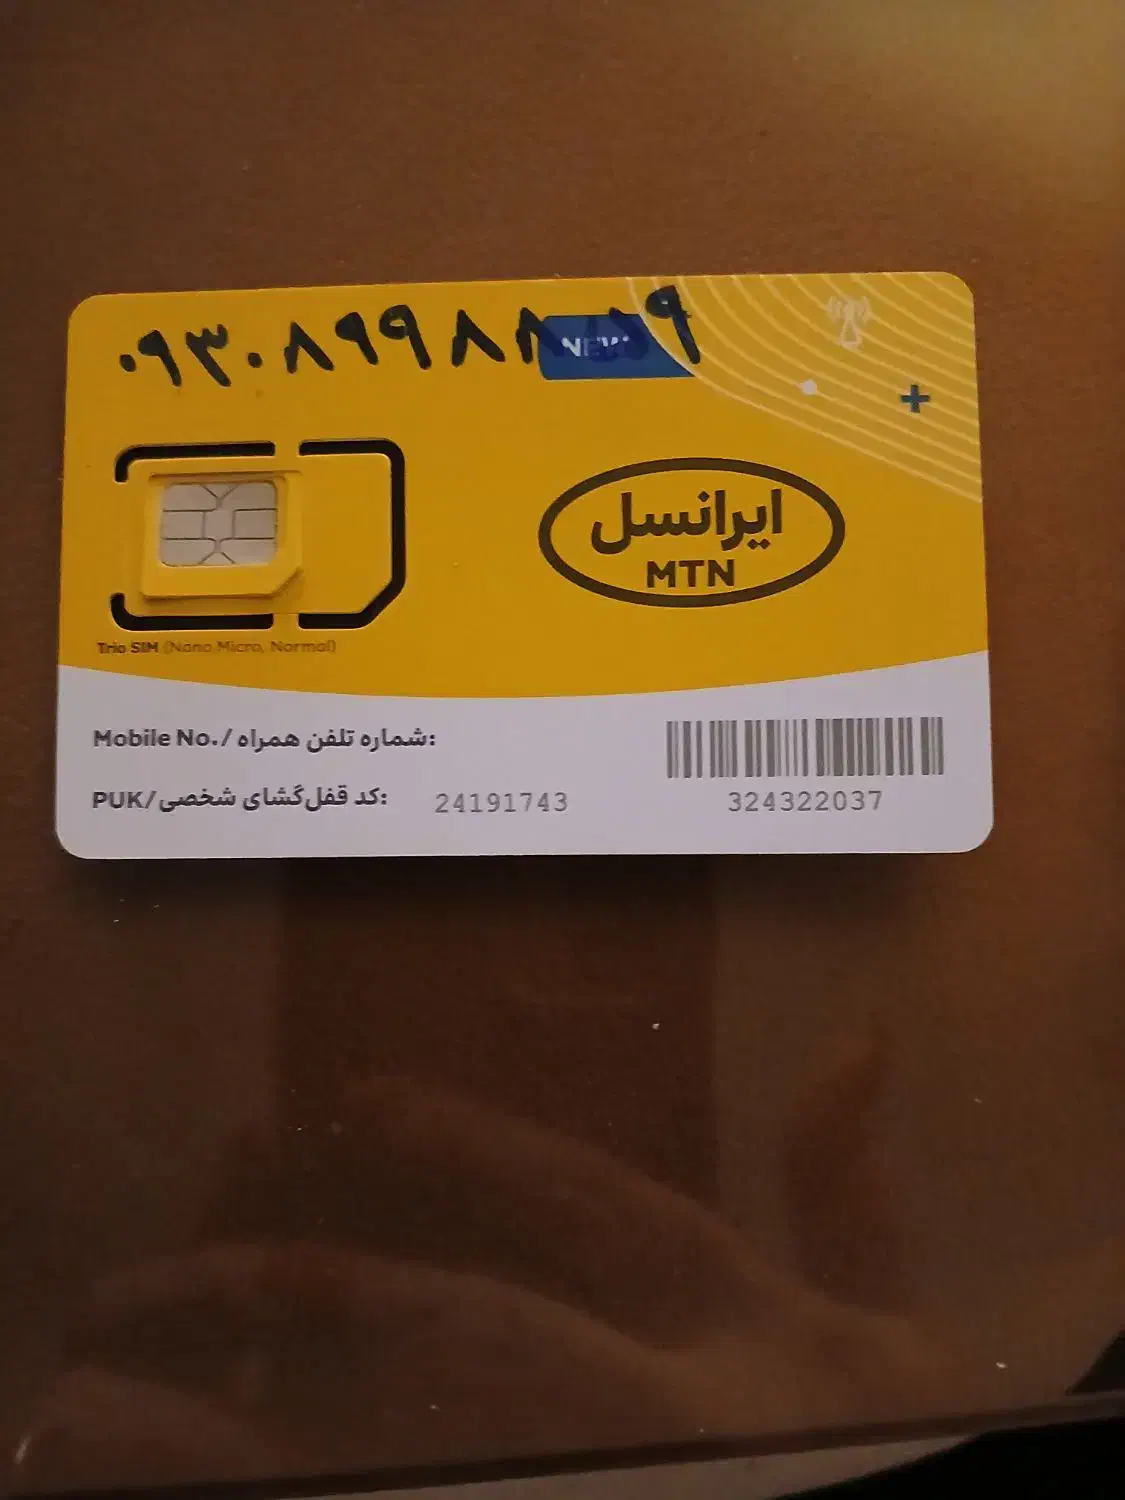 ۰۹۳۰۸۹۹۸۸۵۹
NEW
ایرانسل
MTN
Trio SIM (Nano, Micro, Normal)
Mobile No./شماره تلفن همراه:
PUK/کد قفل‌گشای شخصی: 24191743
324322037